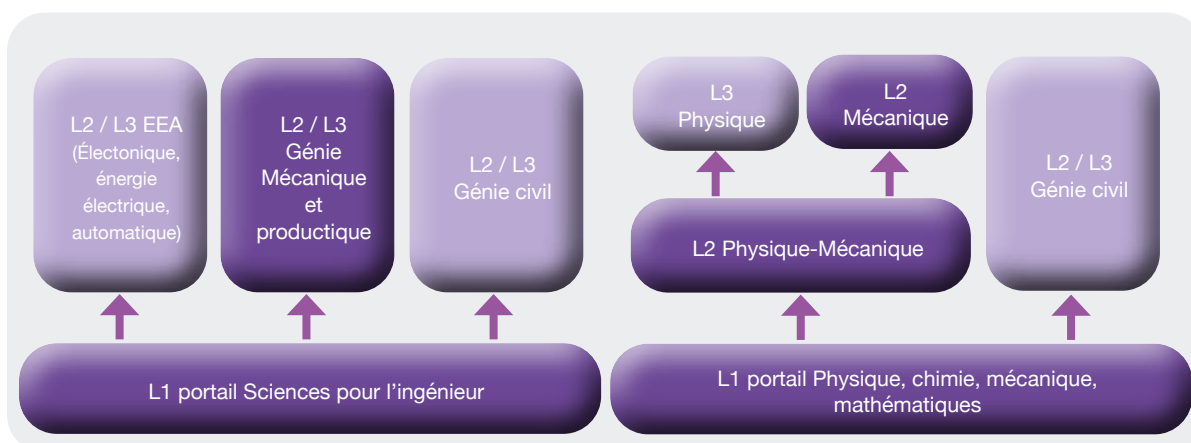 L2 / L3 EEA
(Électonique,
énergie
électrique,
automatique)
L2 / L3
Génie
Mécanique
et
productique
L2 / L3
Génie civil
L3
Physique
L2
Mécanique
L2 / L3
Génie civil
L2 Physique-Mécanique
L1 portail Sciences pour l'ingénieur
L1 portail Physique, chimie, mécanique,
mathématiques